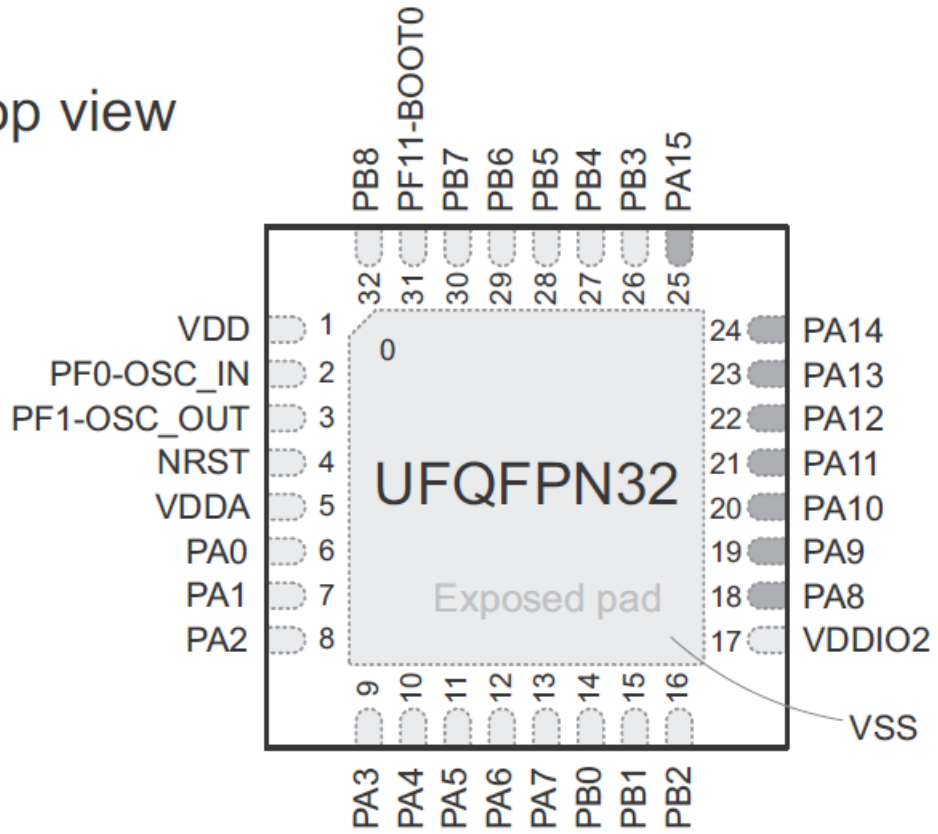 op view
PB8
PF11-BOOT0
PB7
PB6
PB5
PB4
PB3
PA15
32
31
30
29
28
27
26
25
VDD 1
PF0-OSC_IN 2
PF1-OSC_OUT 3
NRST 4
VDDA 5
PA0 6
PA1 7
PA2 8
0
UFQFPN32
Exposed pad
24 PA14
23 PA13
22 PA12
21 PA11
20 PA10
19 PA9
18 PA8
17 VDDIO2
VSS
9
10
11
12
13
14
15
16
PA3
PA4
PA5
PA6
PA7
PB0
PB1
PB2